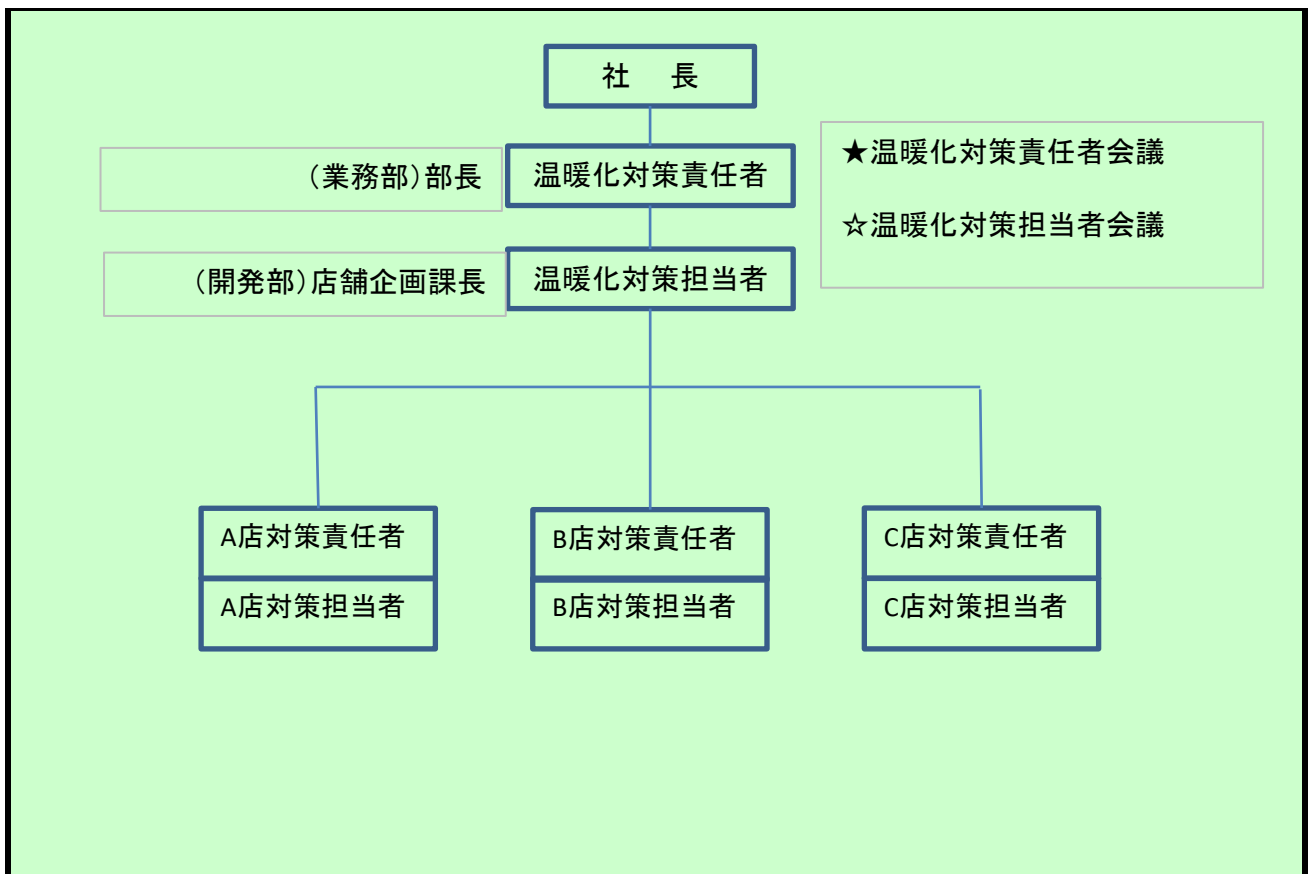 社　長
（業務部）部長
温暖化対策責任者
★温暖化対策責任者会議
☆温暖化対策担当者会議
（開発部）店舗企画課長
温暖化対策担当者
A店対策責任者
A店対策担当者
B店対策責任者
B店対策担当者
C店対策責任者
C店対策担当者